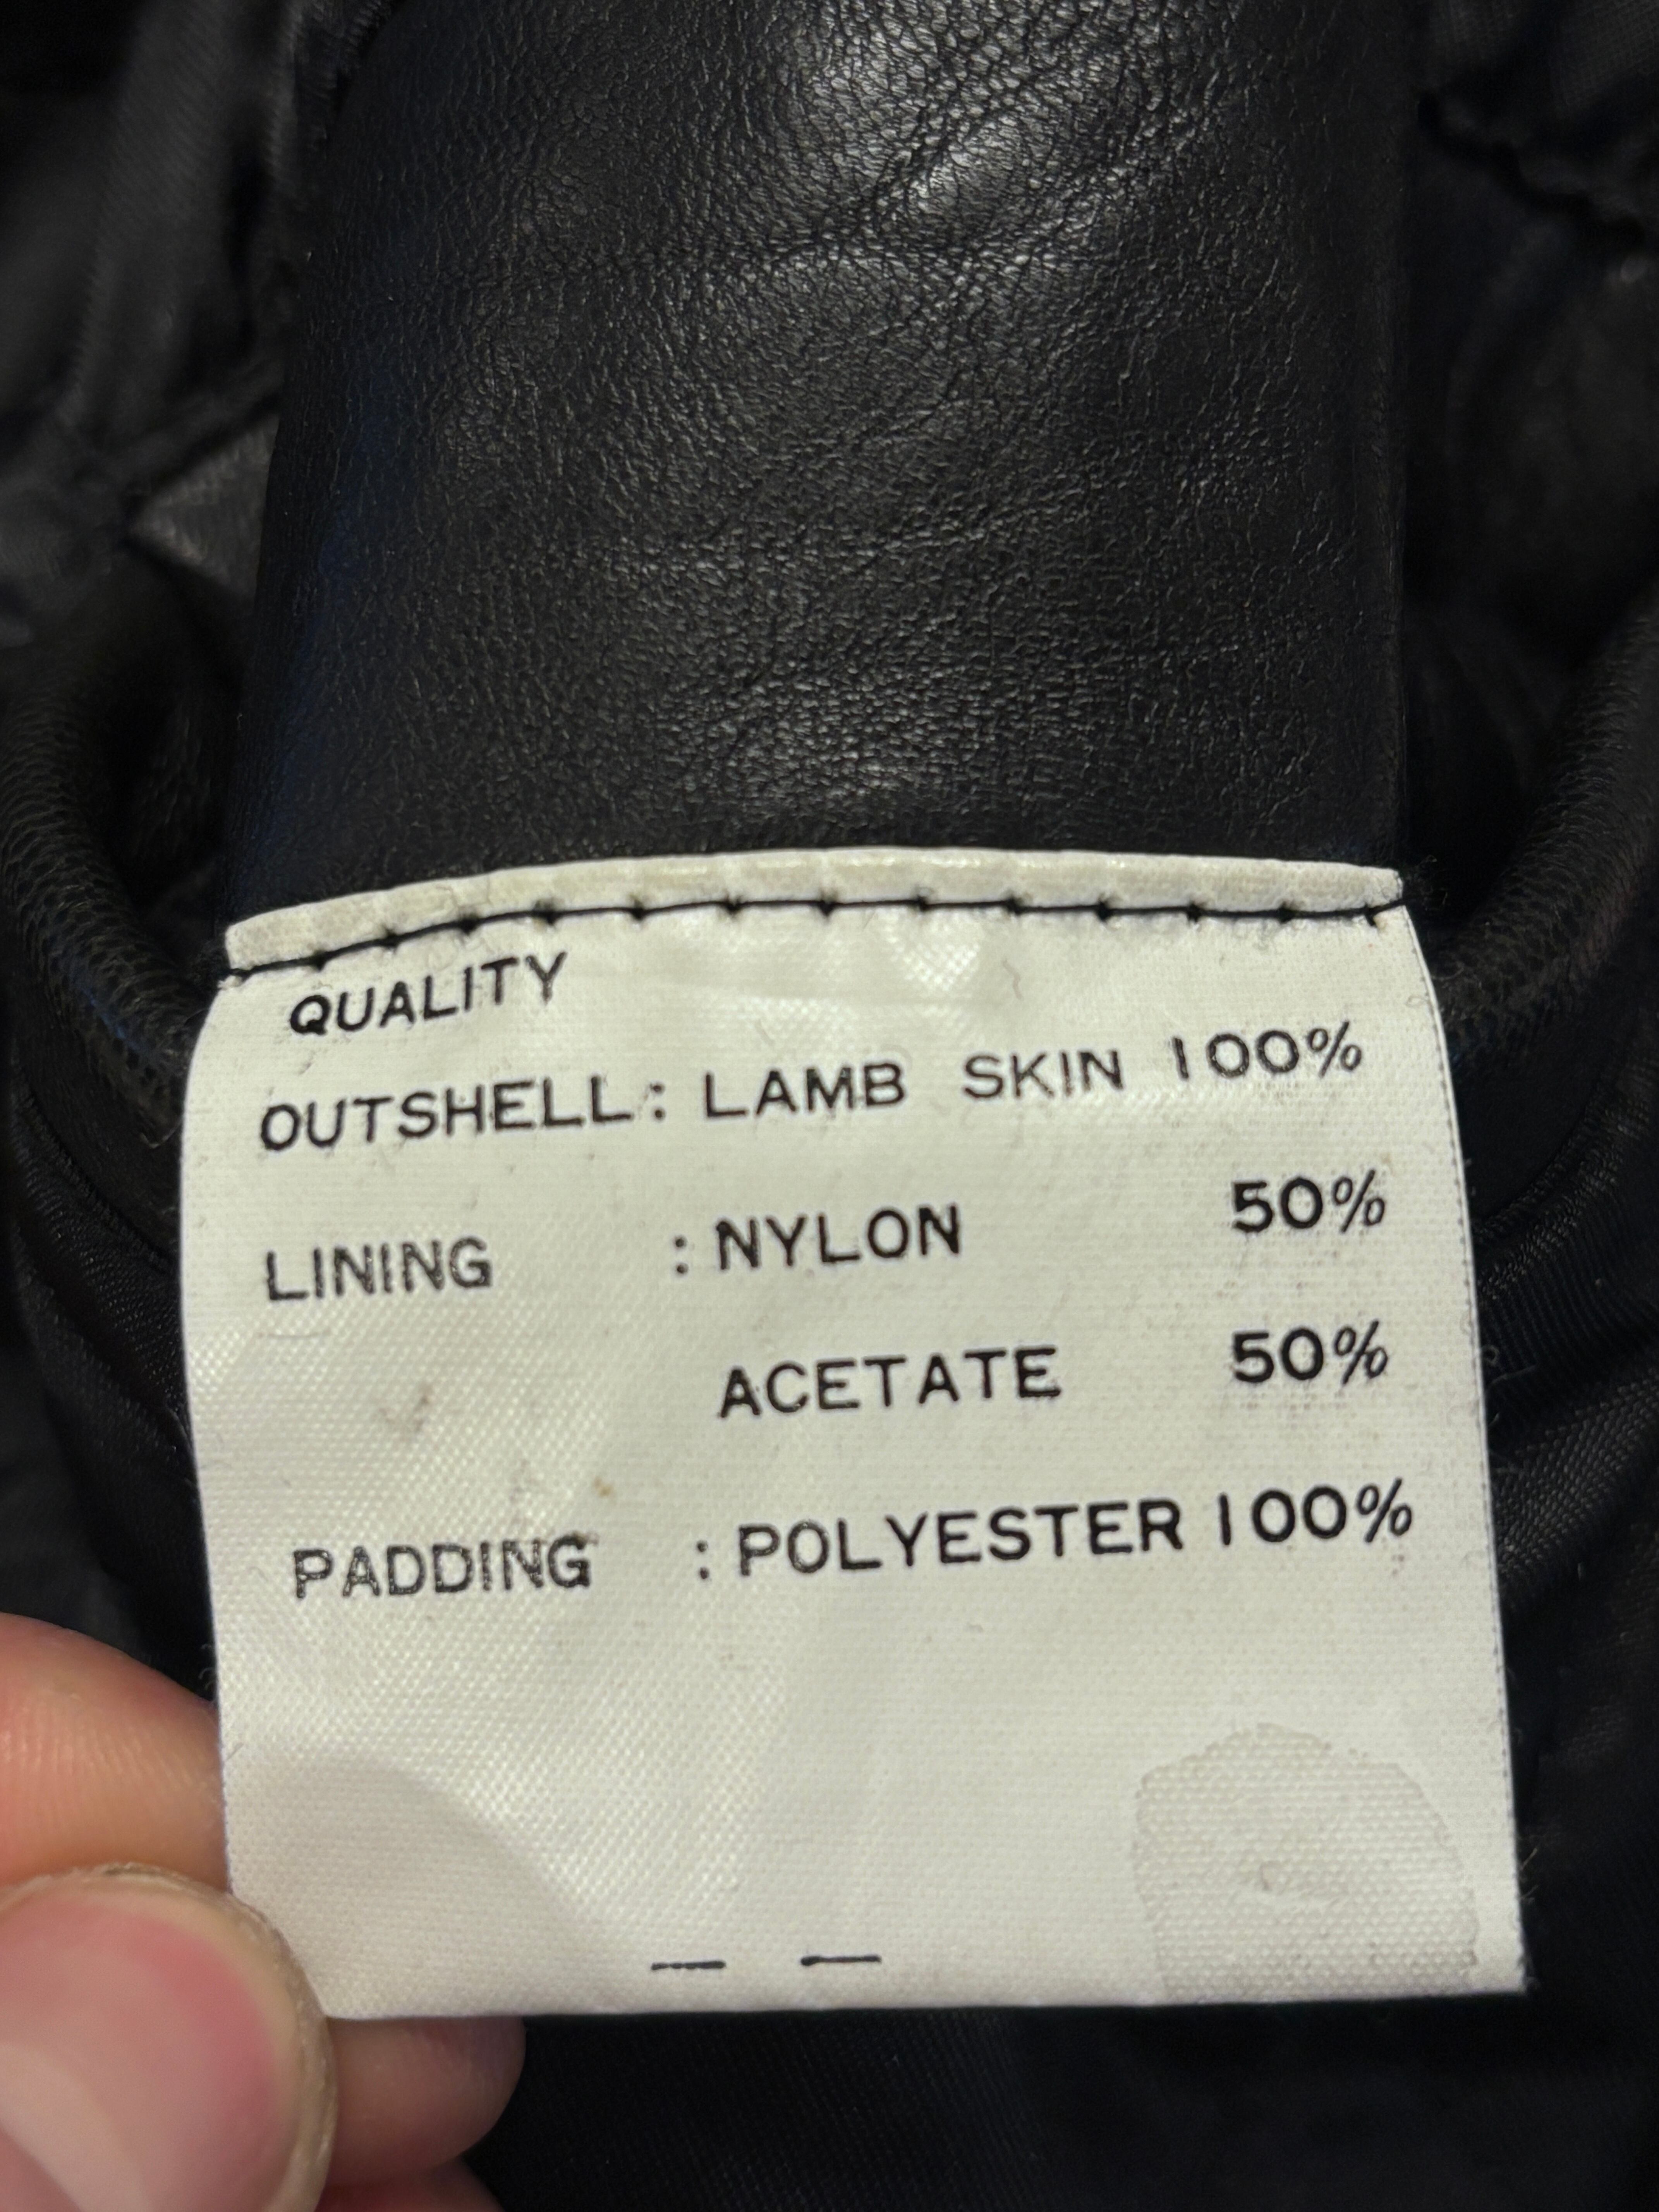 QUALITY
OUTSHELL: LAMB SKIN 100%
LINING : NYLON 50%
ACETATE 50%
PADDING : POLYESTER 100%